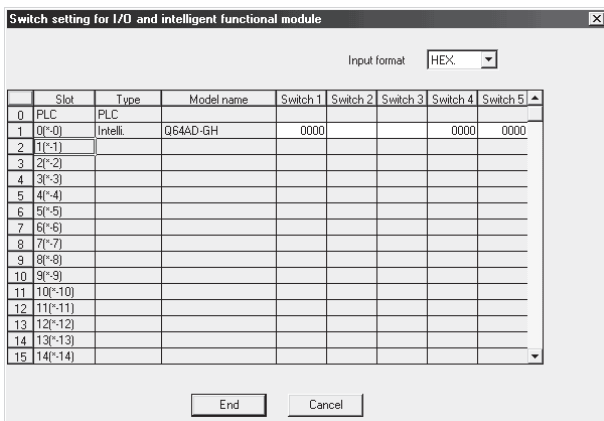 Switch setting for I/O and intelligent functional module
Input format HEX.
Slot Type Model name Switch 1 Switch 2 Switch 3 Switch 4 Switch 5
0 PLC PLC
1 0(*-0) Intelli. Q64AD-GH 0000 0000 0000
2 1(*-1)
3 2(*-2)
4 3(*-3)
5 4(*-4)
6 5(*-5)
7 6(*-6)
8 7(*-7)
9 8(*-8)
10 9(*-9)
11 10(*-10)
12 11(*-11)
13 12(*-12)
14 13(*-13)
15 14(*-14)
End Cancel